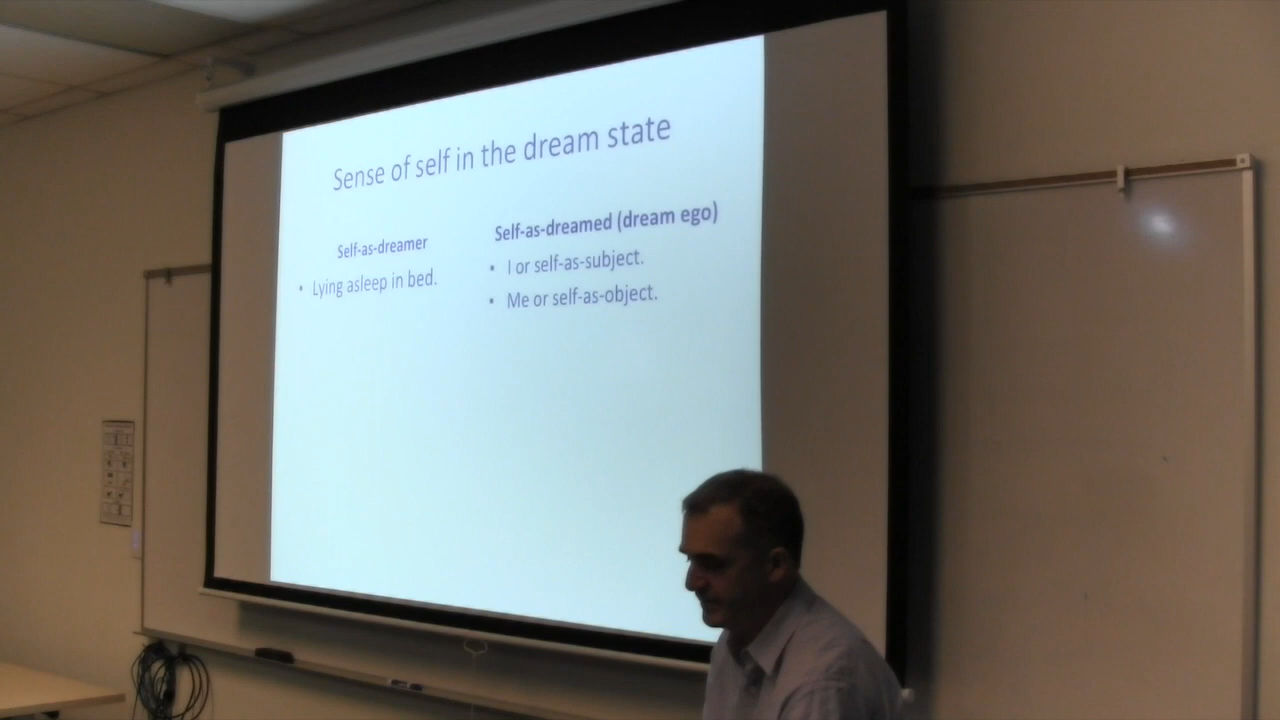 Sense of self in the dream state
Self-as-dreamer
• Lying asleep in bed.
Self-as-dreamed (dream ego)
• I or self-as-subject.
• Me or self-as-object.